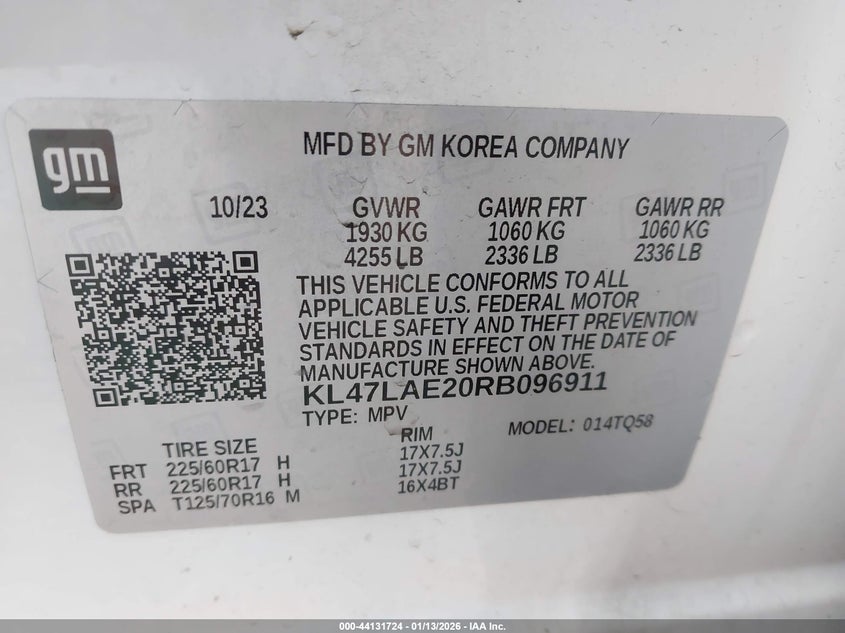 gm
MFD BY GM KOREA COMPANY
10/23 GVWR GAWR FRT GAWR RR
1930 KG 1060 KG 1060 KG
4255 LB 2336 LB 2336 LB
THIS VEHICLE CONFORMS TO ALL
APPLICABLE U.S. FEDERAL MOTOR
VEHICLE SAFETY AND THEFT PREVENTION
STANDARDS IN EFFECT ON THE DATE OF
MANUFACTURE SHOWN ABOVE.
KL47LAE20RB096911
TYPE: MPV MODEL: 014TQ58
TIRE SIZE RIM
FRT 225/60R17 H 17X7.5J
RR 225/60R17 H 17X7.5J
SPA T125/70R16 M 16X4BT
000-44131724 - 01/13/2026 - IAA Inc.